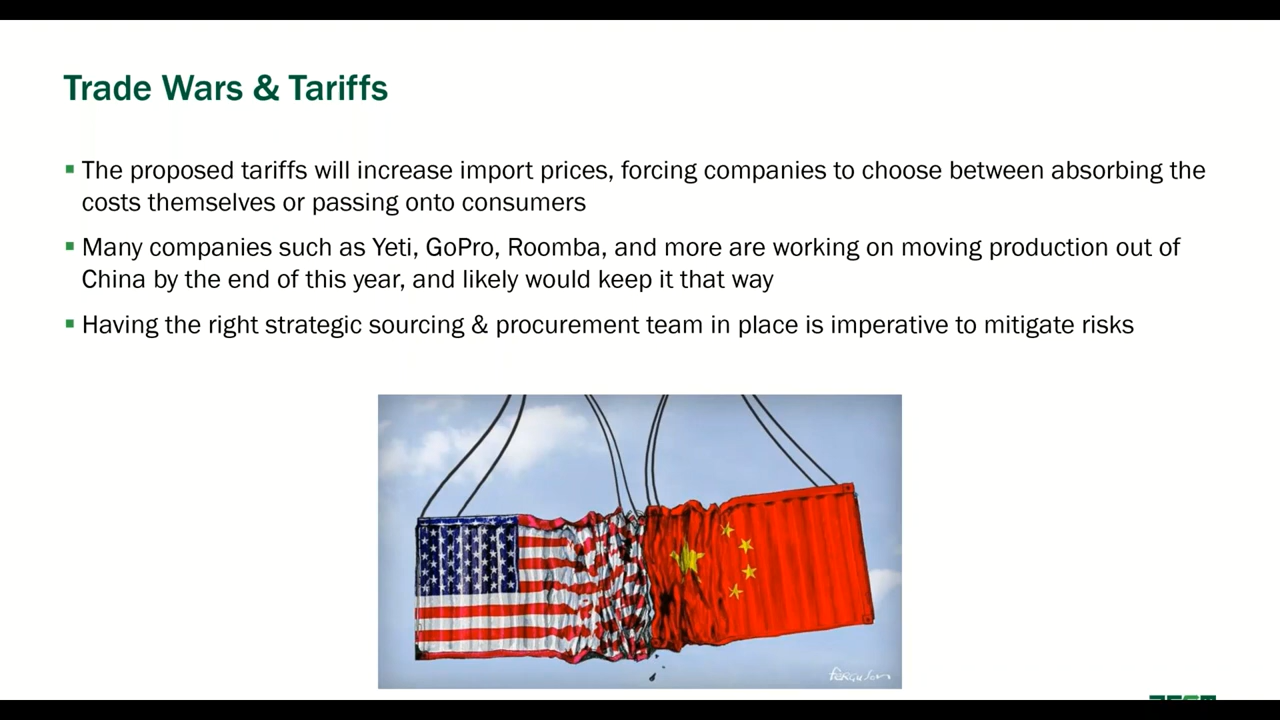 Trade Wars & Tariffs
▪ The proposed tariffs will increase import prices, forcing companies to choose between absorbing the
costs themselves or passing onto consumers
▪ Many companies such as Yeti, GoPro, Roomba, and more are working on moving production out of
China by the end of this year, and likely would keep it that way
▪ Having the right strategic sourcing & procurement team in place is imperative to mitigate risks
ferguson